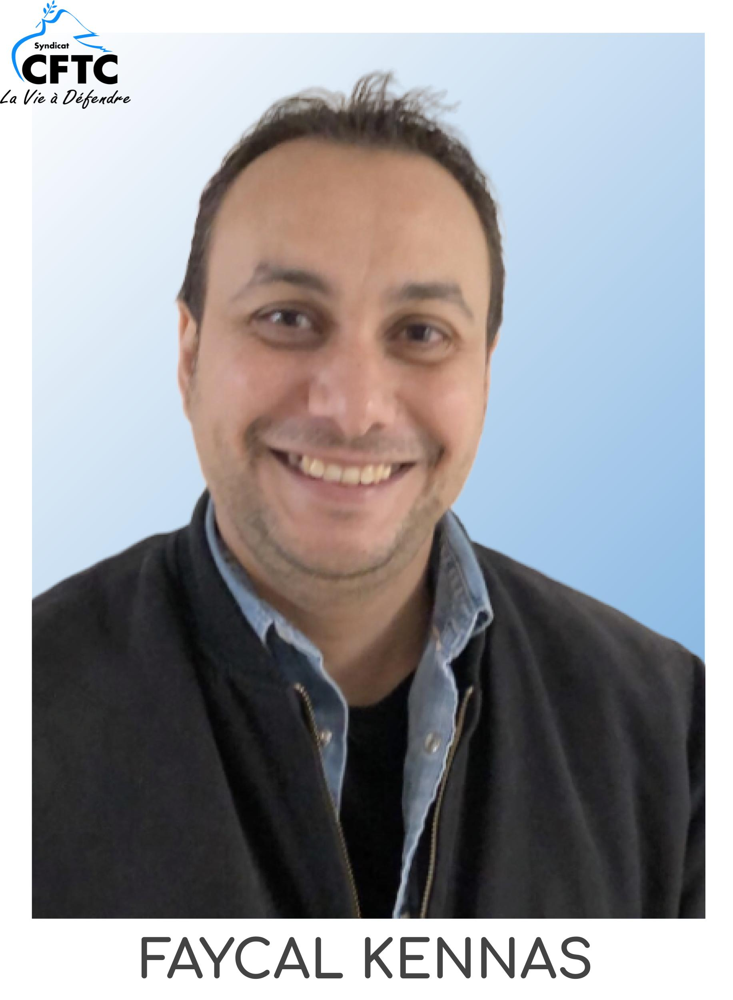 Syndicat
CFTC
La Vie à Défendre
FAYCAL KENNAS